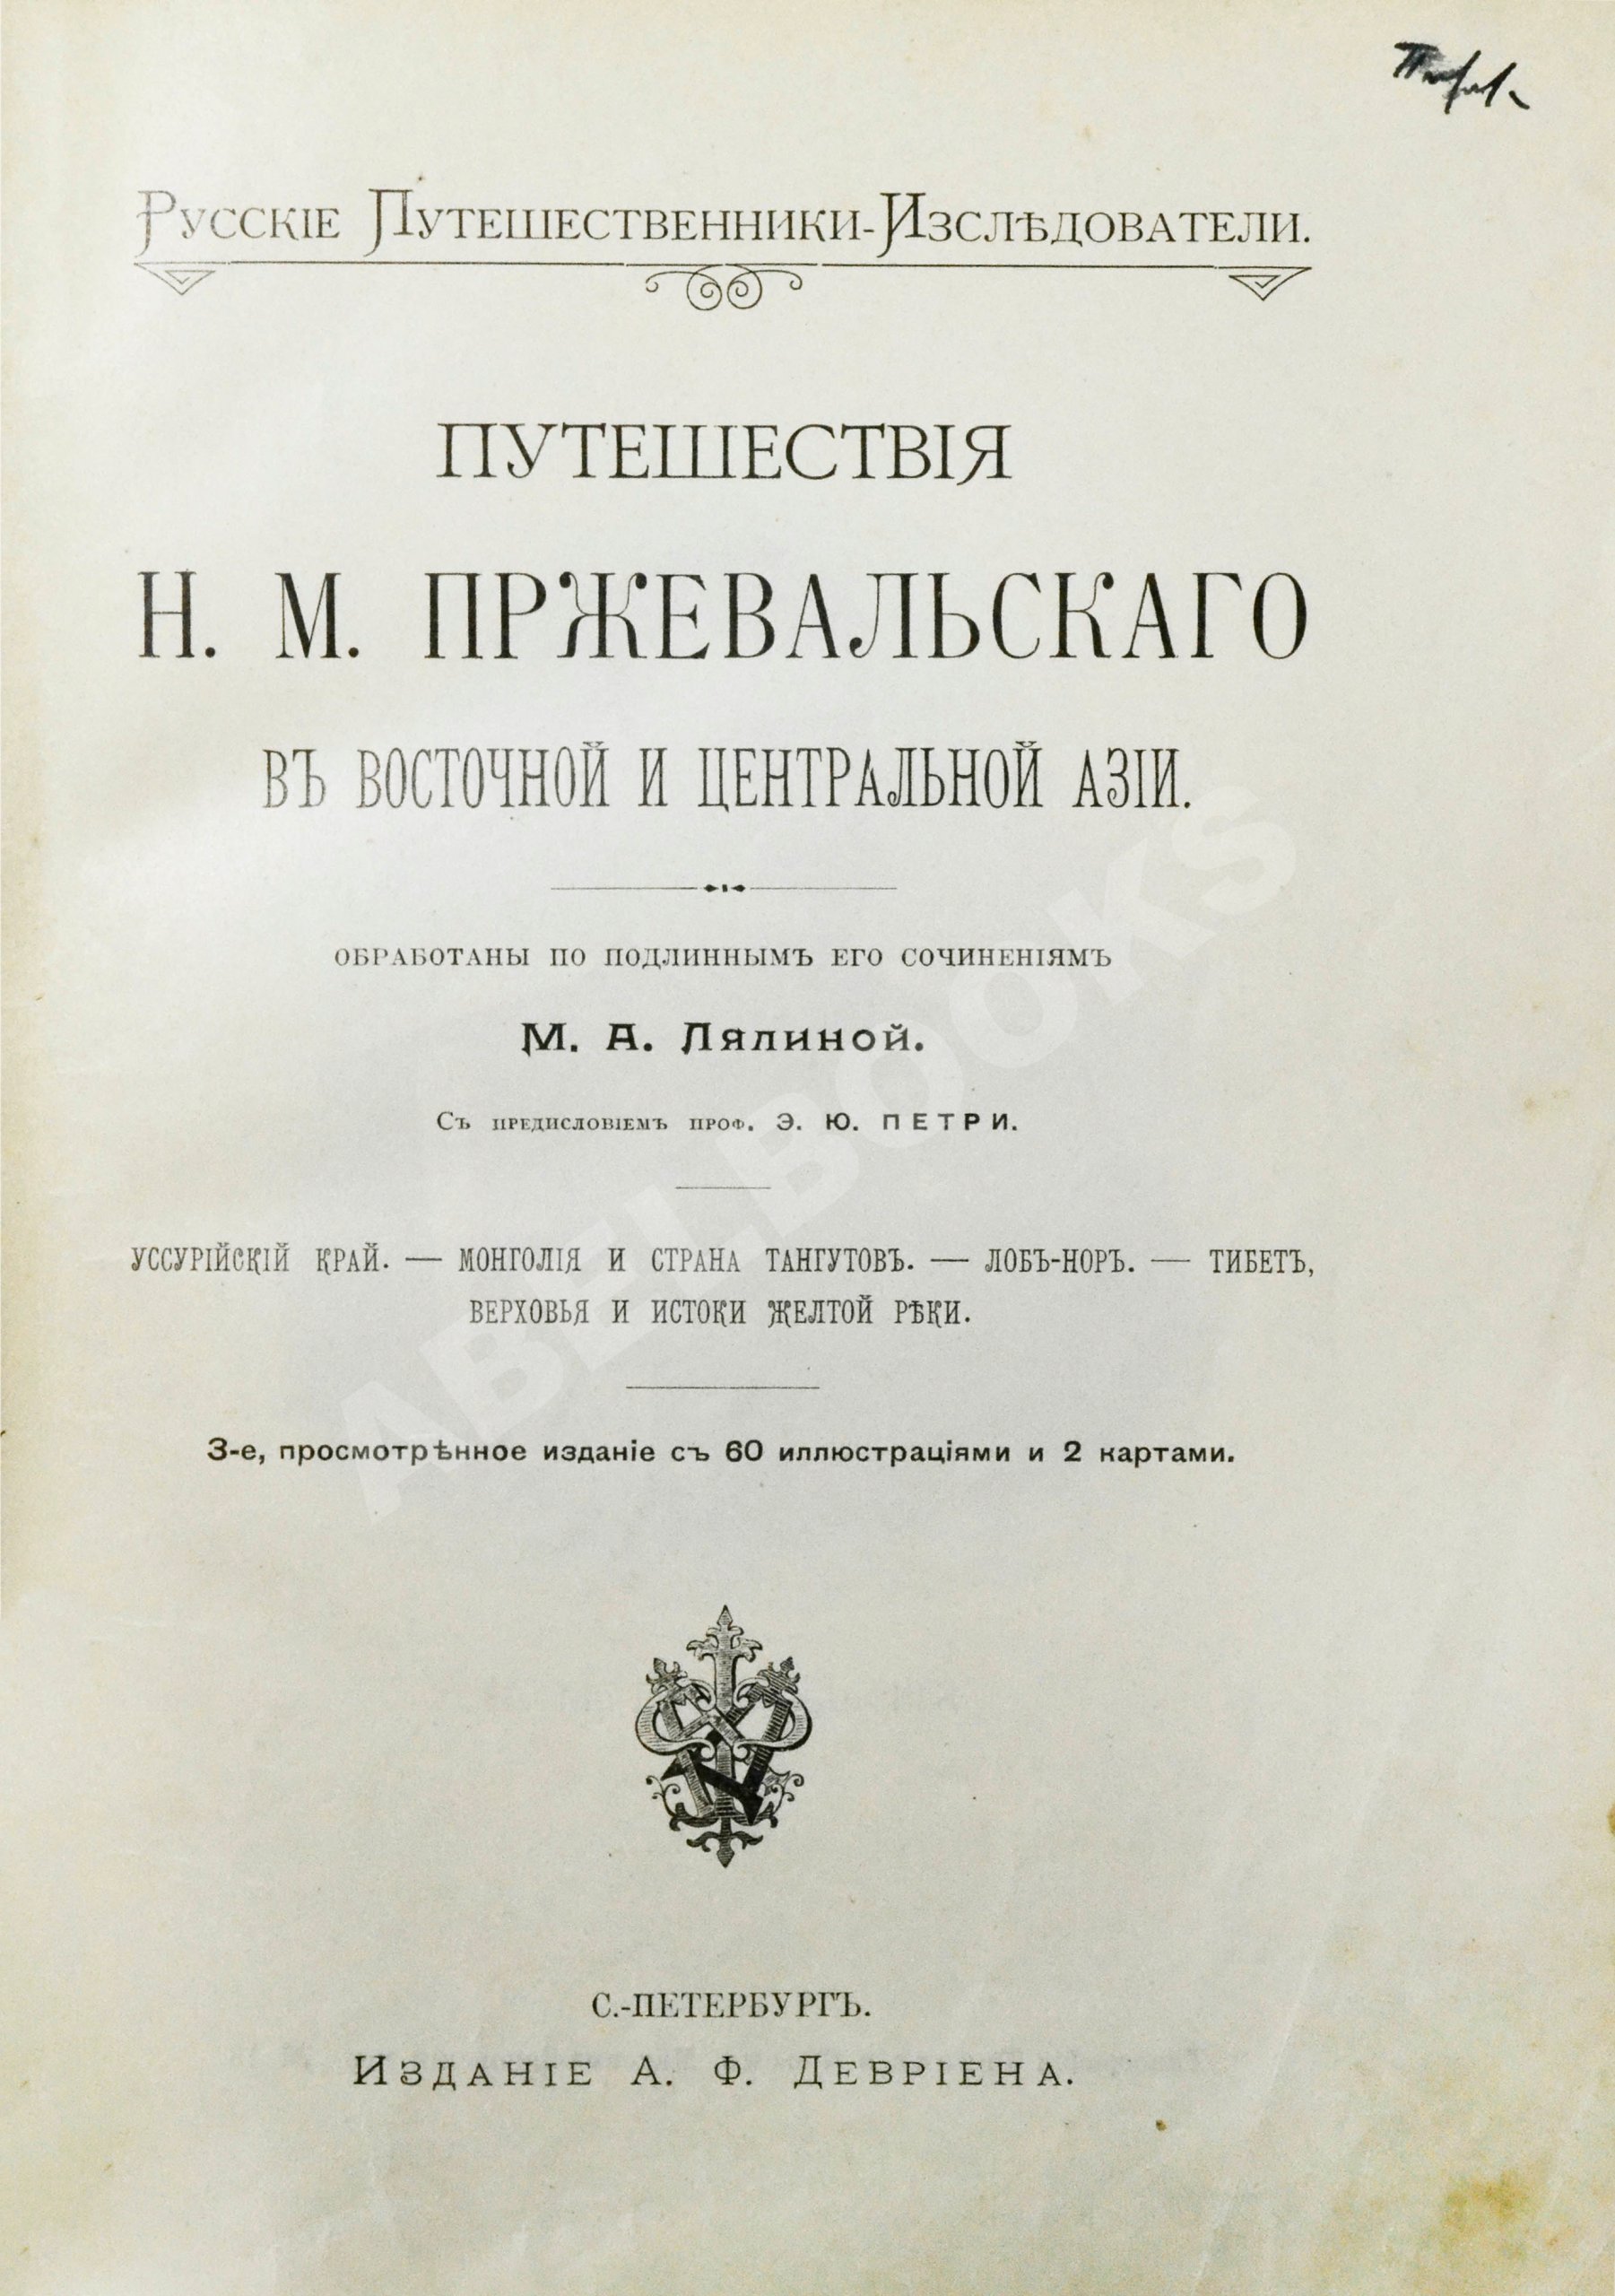 Русскіе Путешественники-Изслѣдователи.
ПУТЕШЕСТВІЯ
Н. М. ПРЖЕВАЛЬСКАГО
ВЪ ВОСТОЧНОЙ И ЦЕНТРАЛЬНОЙ АЗІИ.
ОБРАБОТАНЫ ПО ПОДЛИННЫМЪ ЕГО СОЧИНЕНІЯМЪ
М. А. Лялиной.
Съ предисловіемъ проф. Э. Ю. ПЕТРИ.
УССУРІЙСКІЙ КРАЙ. — МОНГОЛІЯ И СТРАНА ТАНГУТОВЪ. — ЛОБЪ-НОРЪ. — ТИБЕТЪ,
ВЕРХОВЬЯ И ИСТОКИ ЖЕЛТОЙ РѢКИ.
3-е, просмотрѣнное изданіе съ 60 иллюстраціями и 2 картами.
С.-ПЕТЕРБУРГЪ.
Изданіе А. Ф. Девріена.
ABELBOOKS